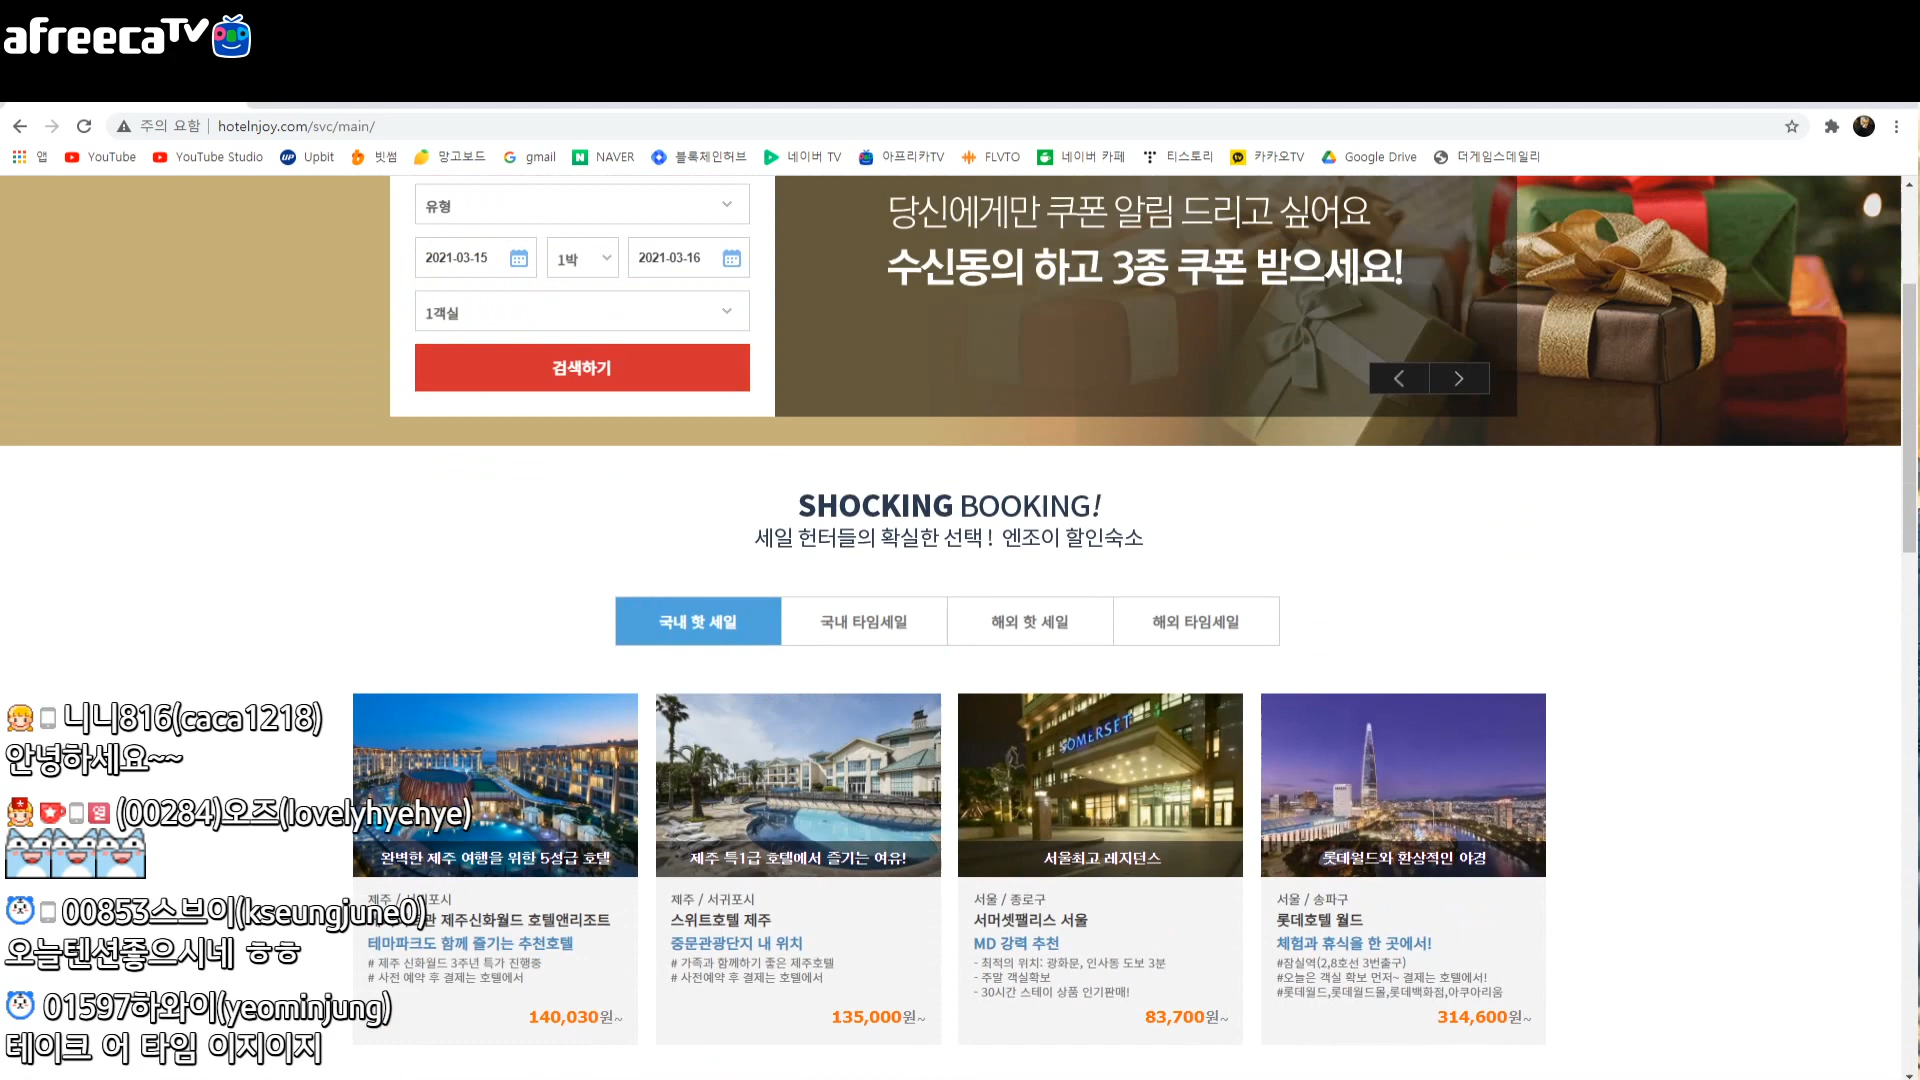 afreecaTV
주의 요함 | hotelnjoy.com/svc/main/
앱 YouTube YouTube Studio Upbit 빗썸 망고보드 gmail NAVER 블록체인허브 네이버 TV 아프리카TV FLVTO 네이버 카페 티스토리 카카오TV Google Drive 더게임스데일리
유형
2021-03-15 1박 2021-03-16
1객실
검색하기
당신에게만 쿠폰 알림 드리고 싶어요
수신동의 하고 3종 쿠폰 받으세요!
SHOCKING BOOKING!
세일 헌터들의 확실한 선택 ! 엔조이 할인숙소
국내 핫 세일 국내 타임세일 해외 핫 세일 해외 타임세일
SOMERSET
완벽한 제주 여행을 위한 5성급 호텔
제주 / 서귀포시
제주신화월드 호텔앤리조트
테마파크도 함께 즐기는 추천호텔
# 제주 신화월드 3주년 특가 진행중
# 사전 예약 후 결제는 호텔에서
140,030원~
제주 특1급 호텔에서 즐기는 여유!
제주 / 서귀포시
스위트호텔 제주
중문관광단지 내 위치
# 가족과 함께하기 좋은 제주호텔
# 사전예약 후 결제는 호텔에서
135,000원~
서울최고 레지던스
서울 / 종로구
서머셋팰리스 서울
MD 강력 추천
- 최적의 위치: 광화문, 인사동 도보 3분
- 주말 객실확보
- 30시간 스테이 상품 인기판매!
83,700원~
롯데월드와 환상적인 야경
서울 / 송파구
롯데호텔 월드
체험과 휴식을 한 곳에서!
#잠실역(2,8호선 3번출구)
#오늘은 객실 확보 먼저~ 결제는 호텔에서!
#롯데월드,롯데월드몰,롯데백화점,아쿠아리움
314,600원~
니니816(caca1218)
안녕하세요~~
열 (00284)오즈(lovelyhyehye)
00853스브이(kseungjune0)
오늘텐션좋으시네 ㅎㅎ
01597하와이(yeominjung)
테이크 어 타임 이지이지